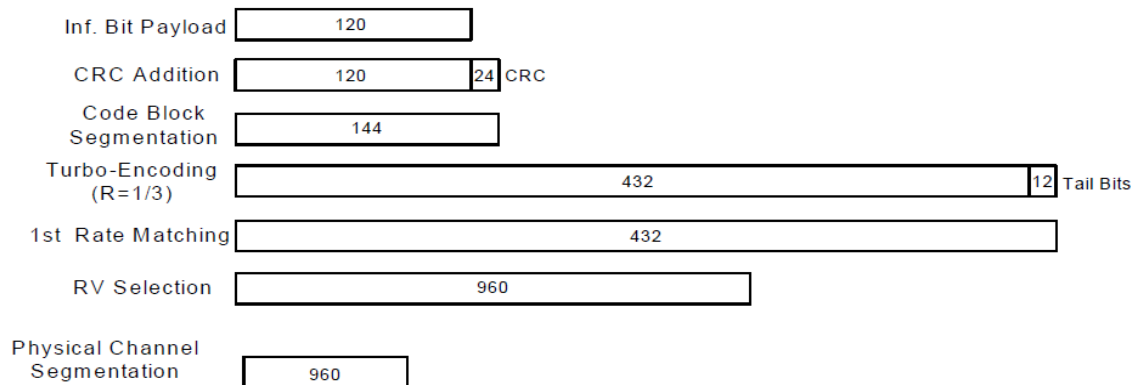 Inf. Bit Payload 120
CRC Addition 120 24 CRC
Code Block
Segmentation 144
Turbo-Encoding
(R=1/3) 432 12 Tail Bits
1st Rate Matching 432
RV Selection 960
Physical Channel
Segmentation 960